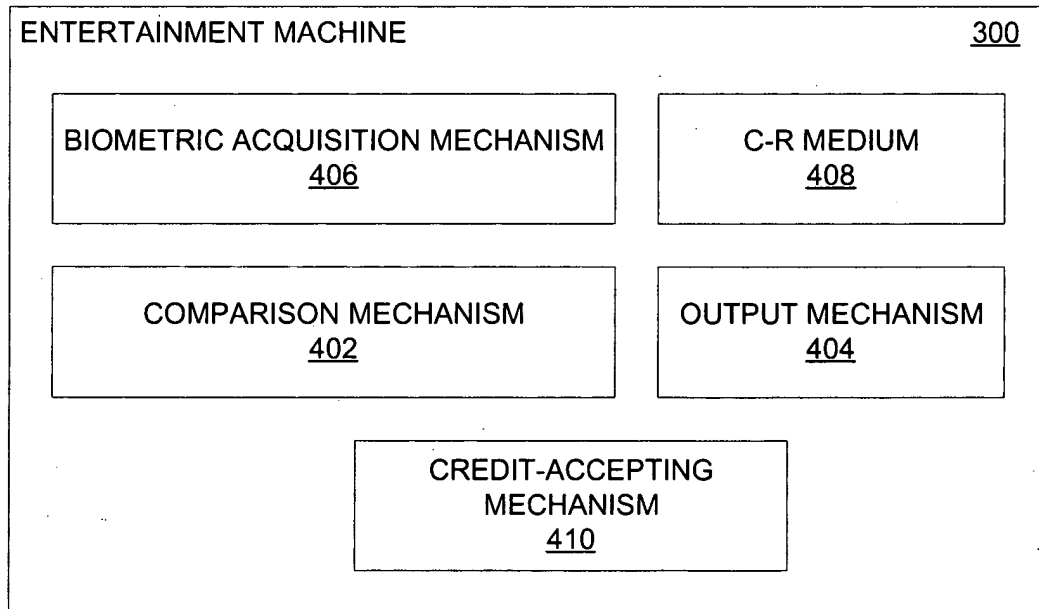 ENTERTAINMENT MACHINE 300
BIOMETRIC ACQUISITION MECHANISM
406
C-R MEDIUM
408
COMPARISON MECHANISM
402
OUTPUT MECHANISM
404
CREDIT-ACCEPTING
MECHANISM
410